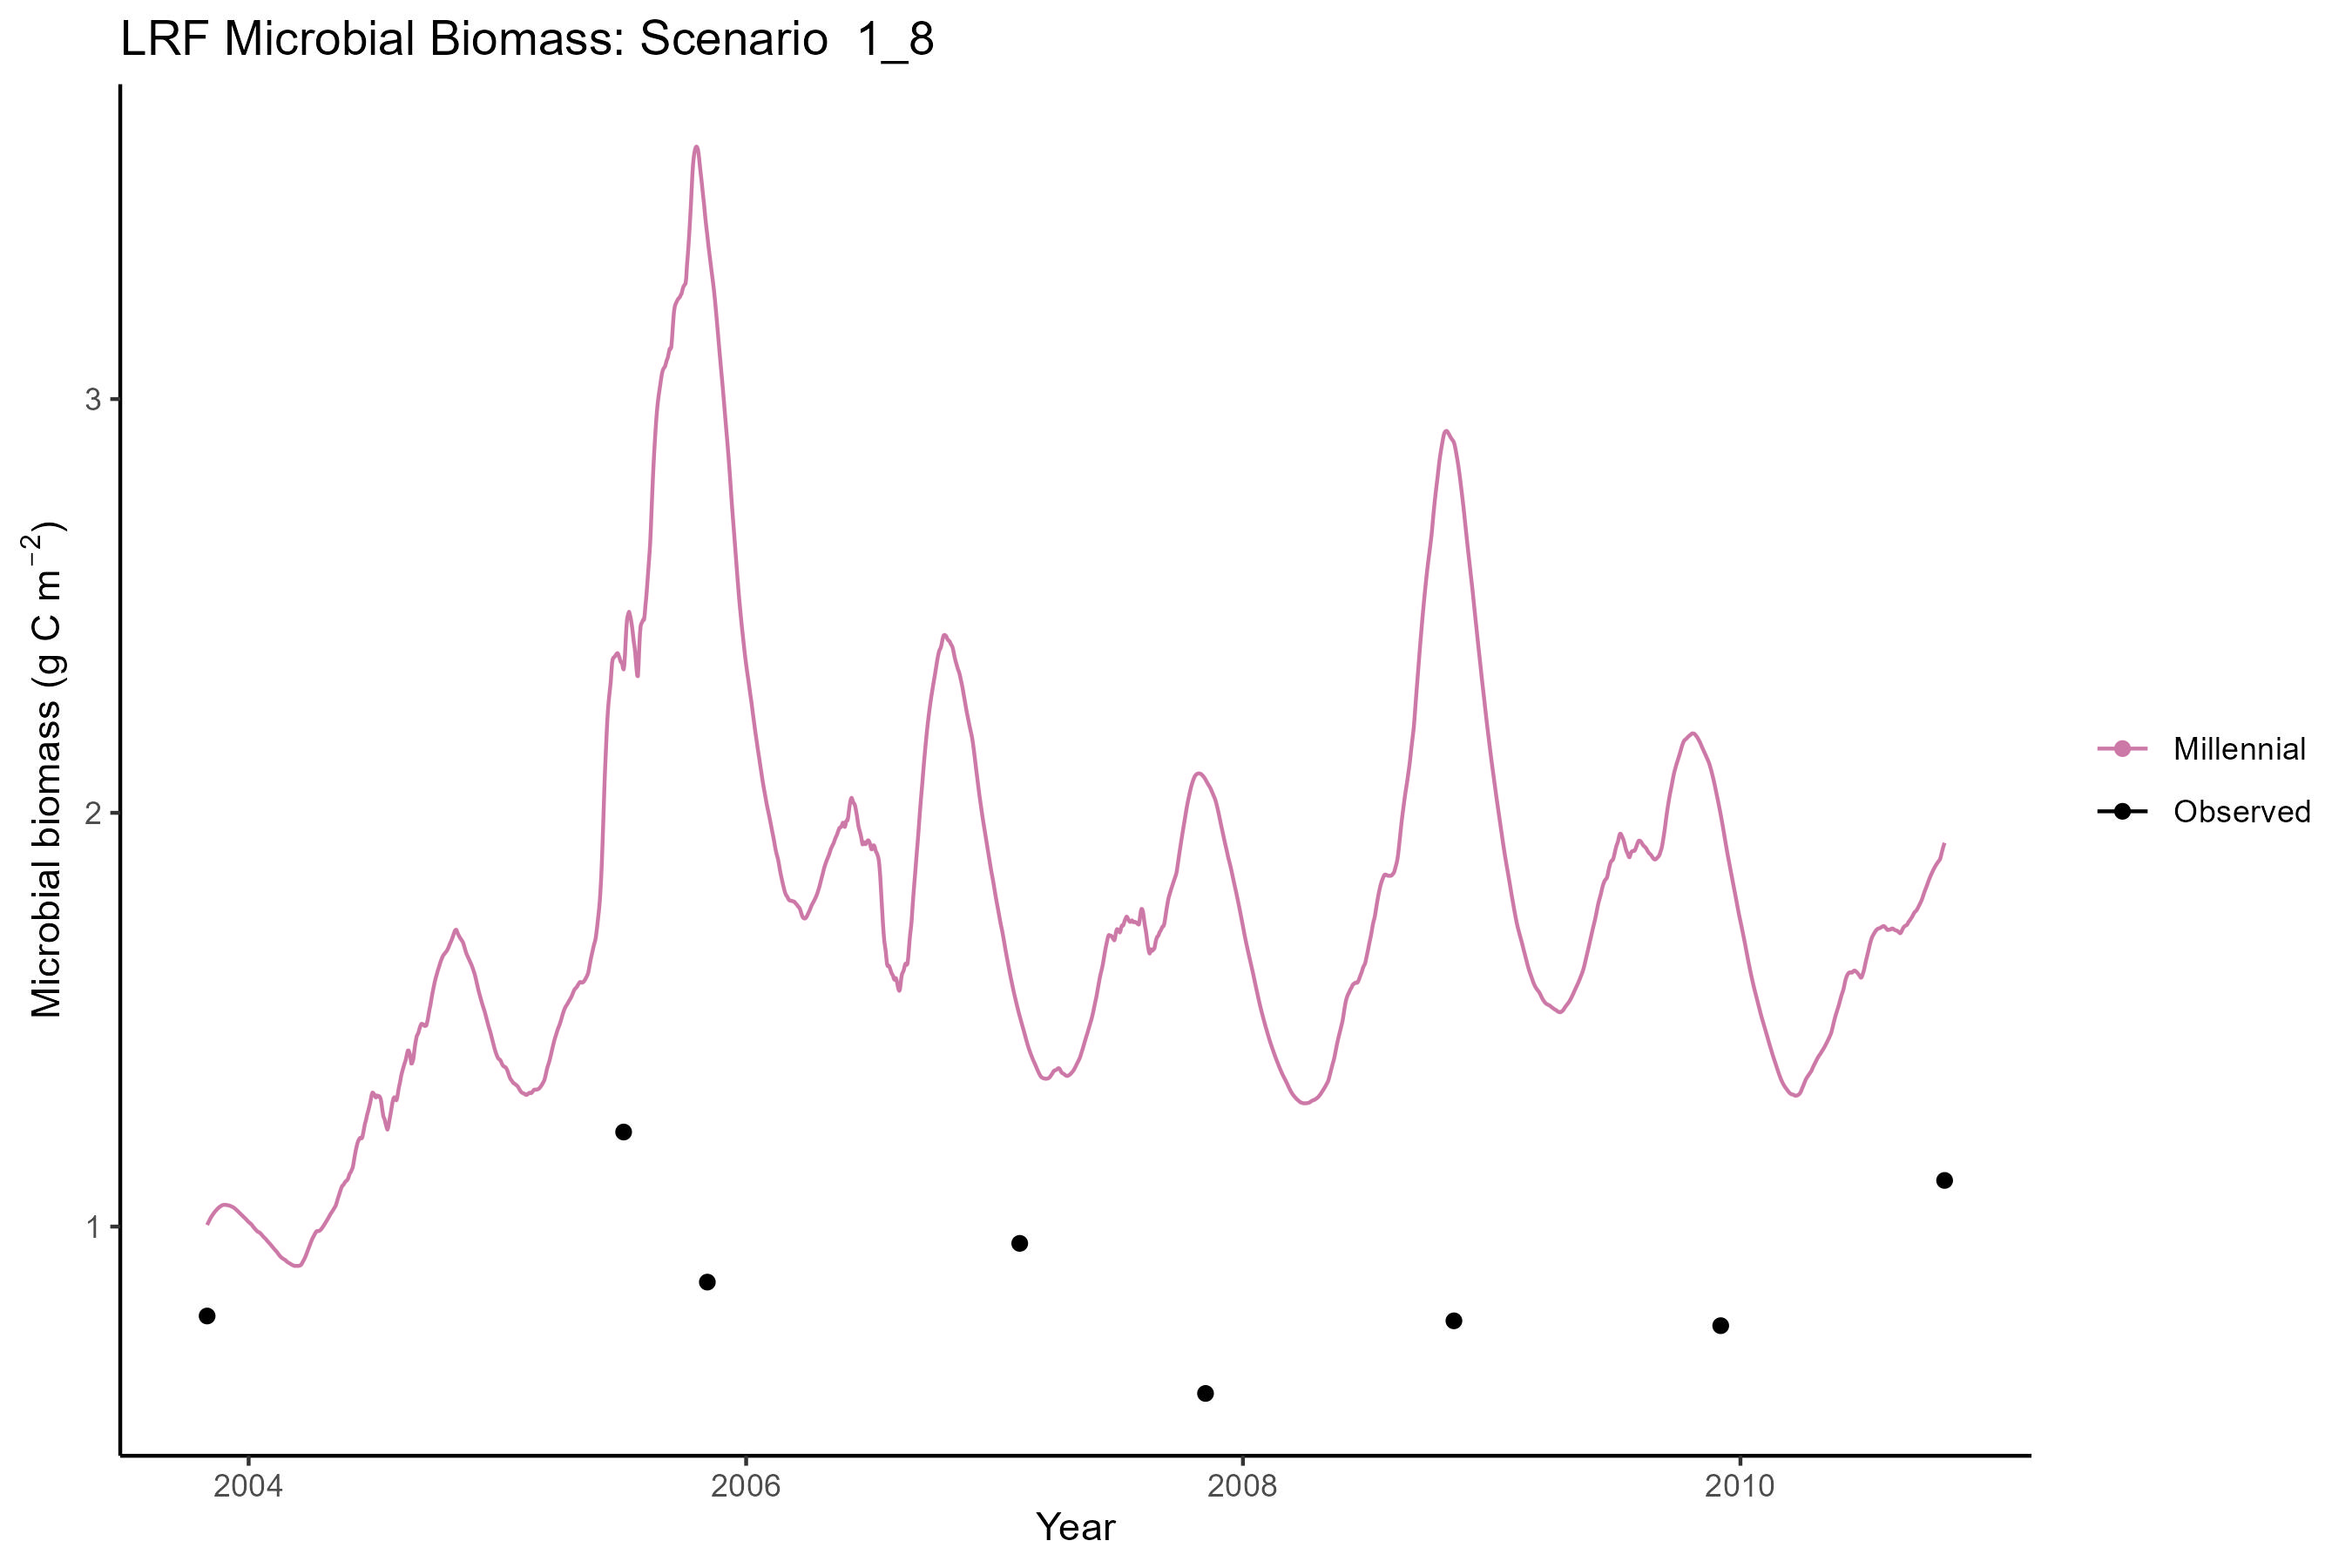 LRF Microbial Biomass: Scenario  1_8
Microbial biomass (g C m⁻²)
3
2
1
2004
2006
2008
2010
Year
Millennial
Observed